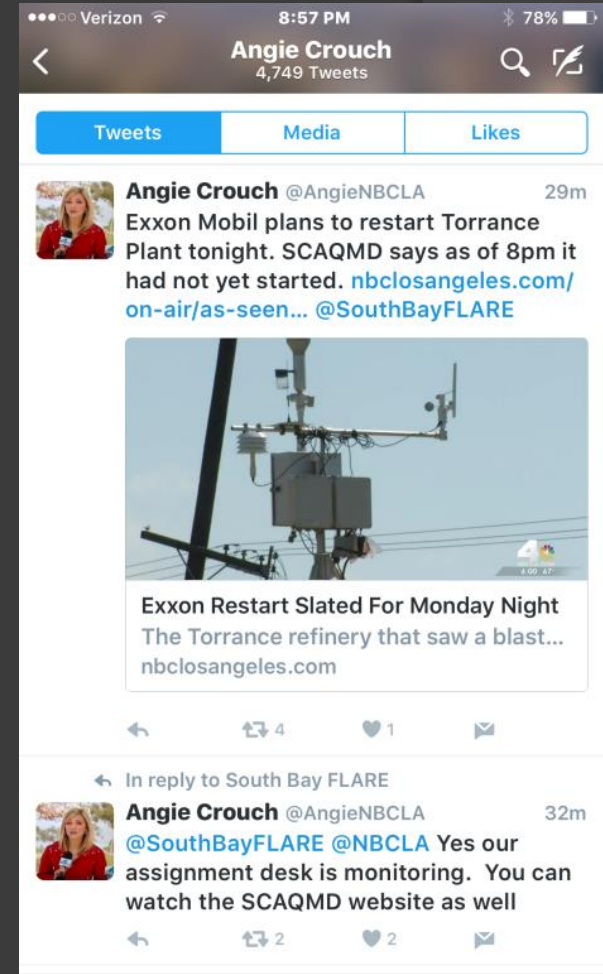 Verizon 8:57 PM 78%
Angie Crouch
4,749 Tweets
Tweets Media Likes
Angie Crouch @AngieNBCLA 29m
Exxon Mobil plans to restart Torrance
Plant tonight. SCAQMD says as of 8pm it
had not yet started. nbclosangeles.com/
on-air/as-seen... @SouthBayFLARE
4
6:00 47°
Exxon Restart Slated For Monday Night
The Torrance refinery that saw a blast...
nbclosangeles.com
4 1
In reply to South Bay FLARE
Angie Crouch @AngieNBCLA 32m
@SouthBayFLARE @NBCLA Yes our
assignment desk is monitoring. You can
watch the SCAQMD website as well
2 2